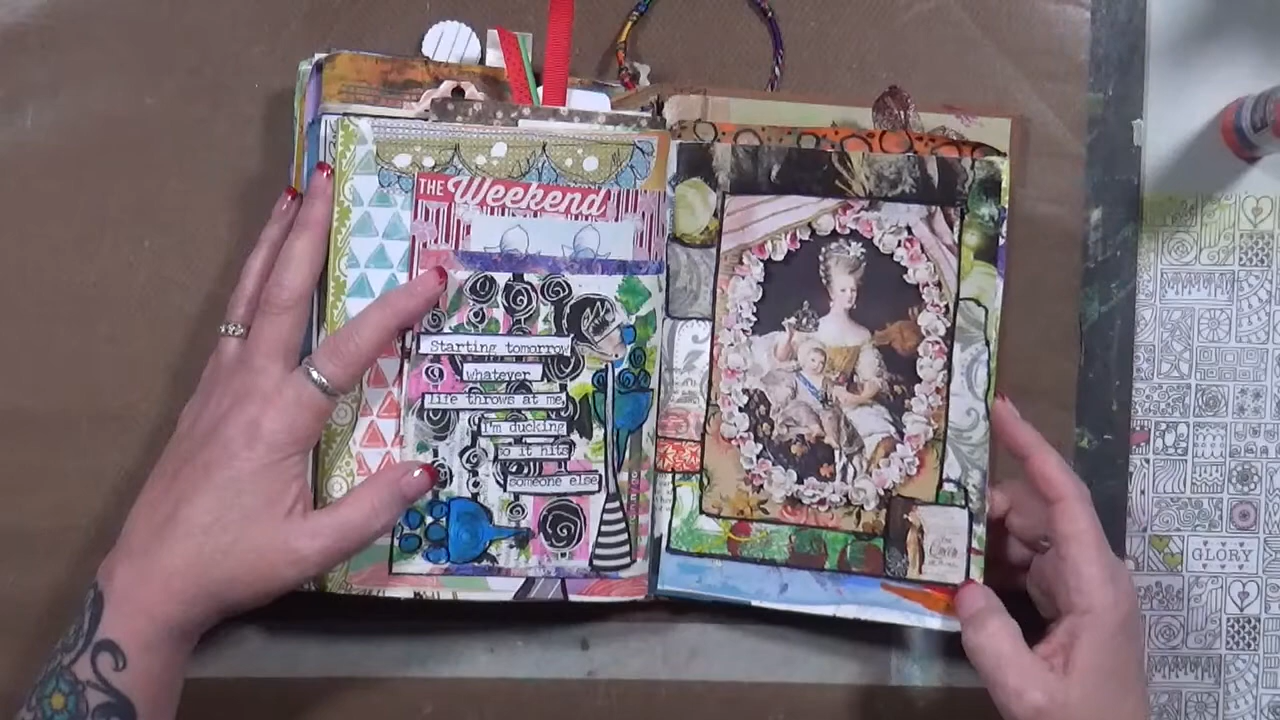 THE Weekend
Starting tomorrow
whatever
life throws at me,
I'm ducking
so it hits
someone else
GLORY